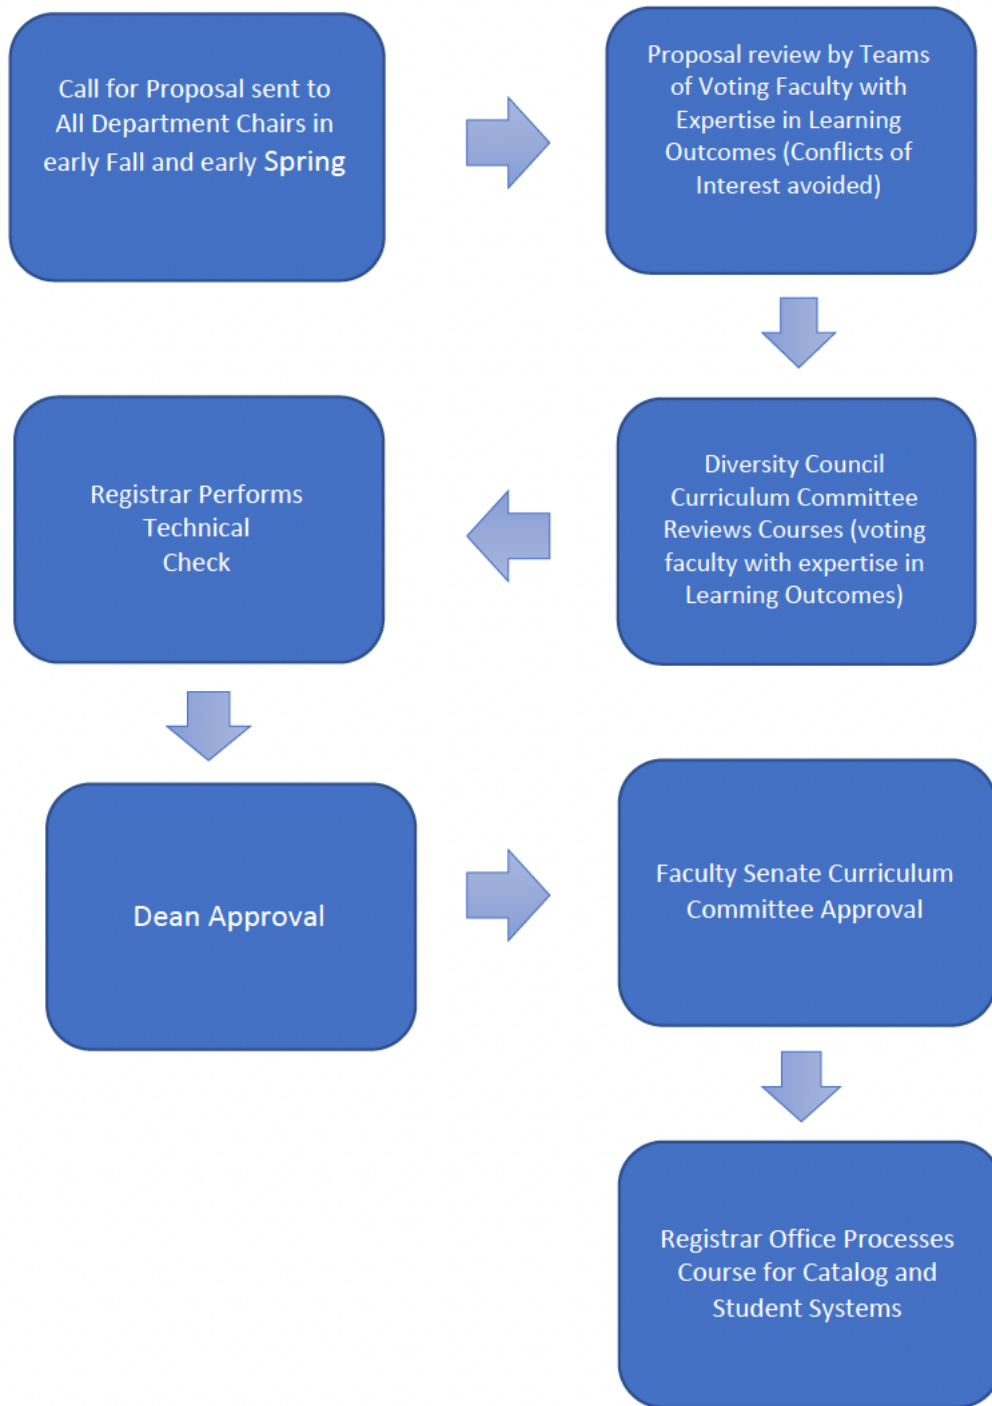 Call for Proposal sent to
All Department Chairs in
early Fall and early Spring
Proposal review by Teams
of Voting Faculty with
Expertise in Learning
Outcomes (Conflicts of
Interest avoided)
Diversity Council
Curriculum Committee
Reviews Courses (voting
faculty with expertise in
Learning Outcomes)
Registrar Performs
Technical
Check
Dean Approval
Faculty Senate Curriculum
Committee Approval
Registrar Office Processes
Course for Catalog and
Student Systems